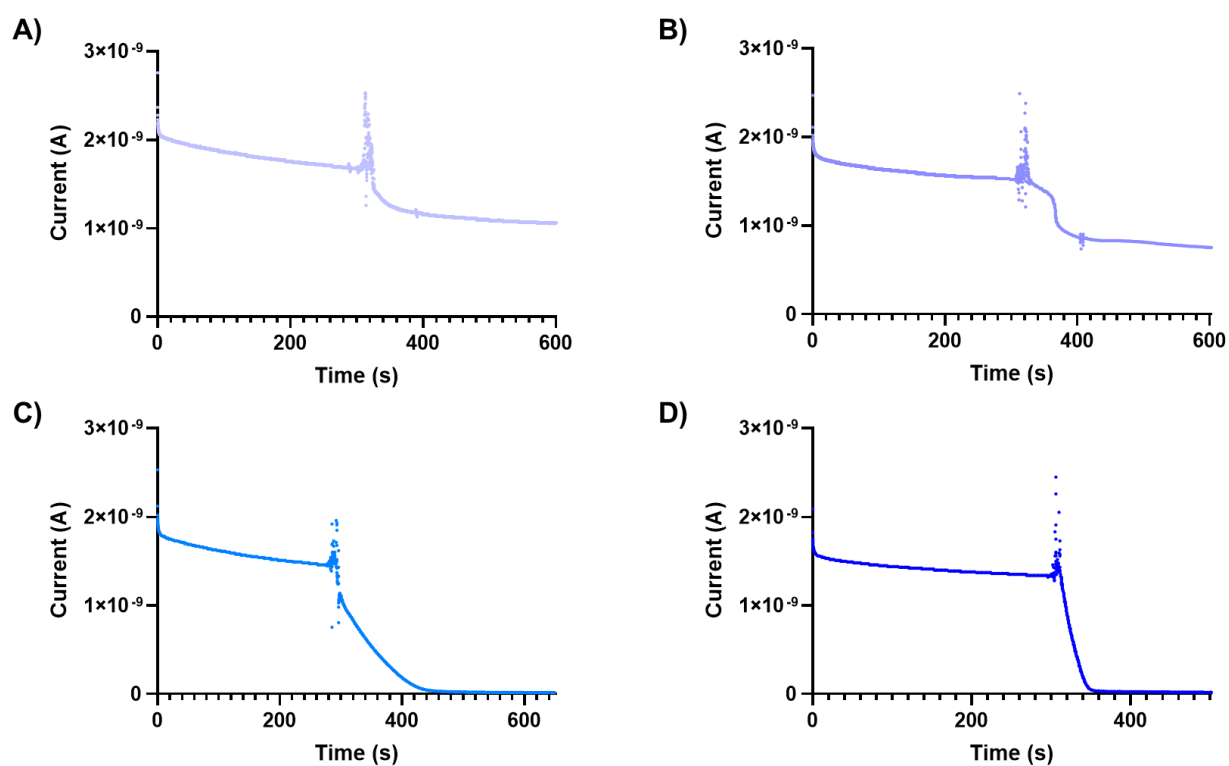 A)
3×10⁻⁹
2×10⁻⁹
1×10⁻⁹
0
Current (A)
0 200 400 600
Time (s)
B)
3×10⁻⁹
2×10⁻⁹
1×10⁻⁹
0
Current (A)
0 200 400 600
Time (s)
C)
3×10⁻⁹
2×10⁻⁹
1×10⁻⁹
0
Current (A)
0 200 400 600
Time (s)
D)
3×10⁻⁹
2×10⁻⁹
1×10⁻⁹
0
Current (A)
0 200 400
Time (s)